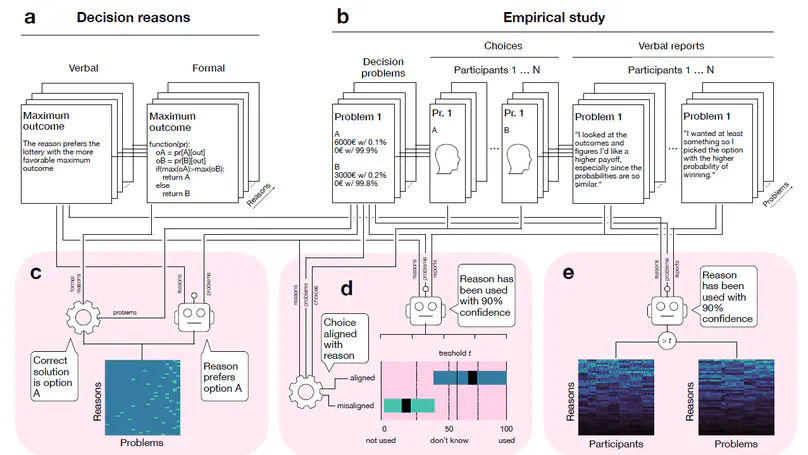 a Decision reasons
Verbal
Formal
Maximum
outcome
The reason prefers the
lottery with the more
favorable maximum
outcome
Maximum
outcome
function(pr):
oA = pr[A][out]
oB = pr[B][out]
if(max(oA)>max(oB):
return A
else
return B
Reasons
b Empirical study
Choices
Verbal reports
Decision
problems
Participants 1 ... N
Participants 1 ... N
Problem 1
A
6000€ w/ 0.1%
0€ w/ 99.9%
B
3000€ w/ 0.2%
0€ w/ 99.8%
Pr. 1
A
...
Pr. 1
B
Problem 1
"I looked at the
outcomes and
figures I'd like a
higher payoff,
especially since the
probabilities are so
similar."
...
Problem 1
"I wanted at least
something so I
picked the option
with the higher
probability of
winning."
Problems
c
formal
reasons
problems
reasons
problems
Correct
solution
is option
A
Reason
prefers
option A
Reasons
Problems
d
reasons
problems
choices
reasons
problems
reports
Reason has
been used
with 90%
confidence
Choice
aligned
with
reason
treshold t
aligned
misaligned
0
50
100
not used
don't know
used
e
reasons
problems
reports
Reason
has been
used with
90%
confidence
> t
Reasons
Participants
Reasons
Problems